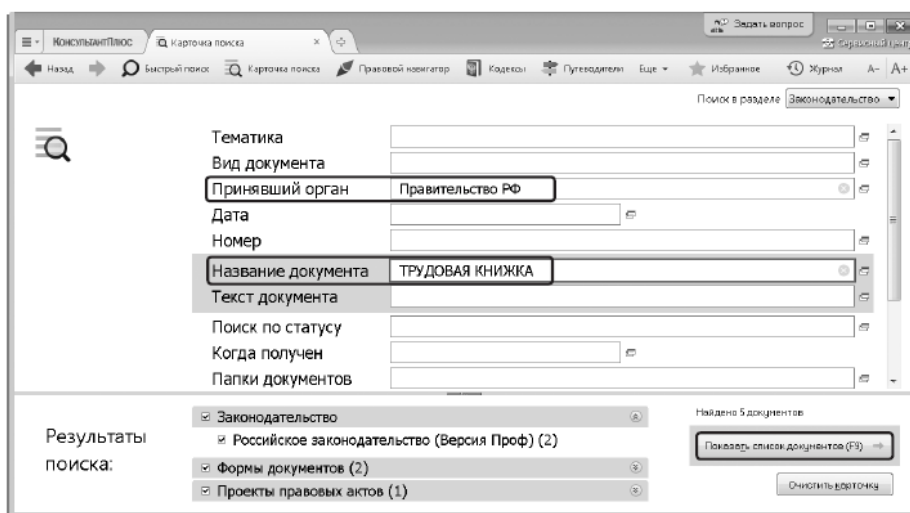 Задать вопрос
КонсультантПлюс Карточка поиска × Сервисный центр
Назад Быстрый поиск Карточка поиска Правовой навигатор Кодексы Путеводители Еще Избранное Журнал А- А+
Поиск в разделе Законодательство
Тематика
Вид документа
Принявший орган Правительство РФ
Дата
Номер
Название документа ТРУДОВАЯ КНИЖКА
Текст документа
Поиск по статусу
Когда получен
Папки документов
Результаты поиска:
Законодательство
Российское законодательство (Версия Проф) (2)
Формы документов (2)
Проекты правовых актов (1)
Найдено 5 документов
Показать список документов (F9)
Очистить карточку